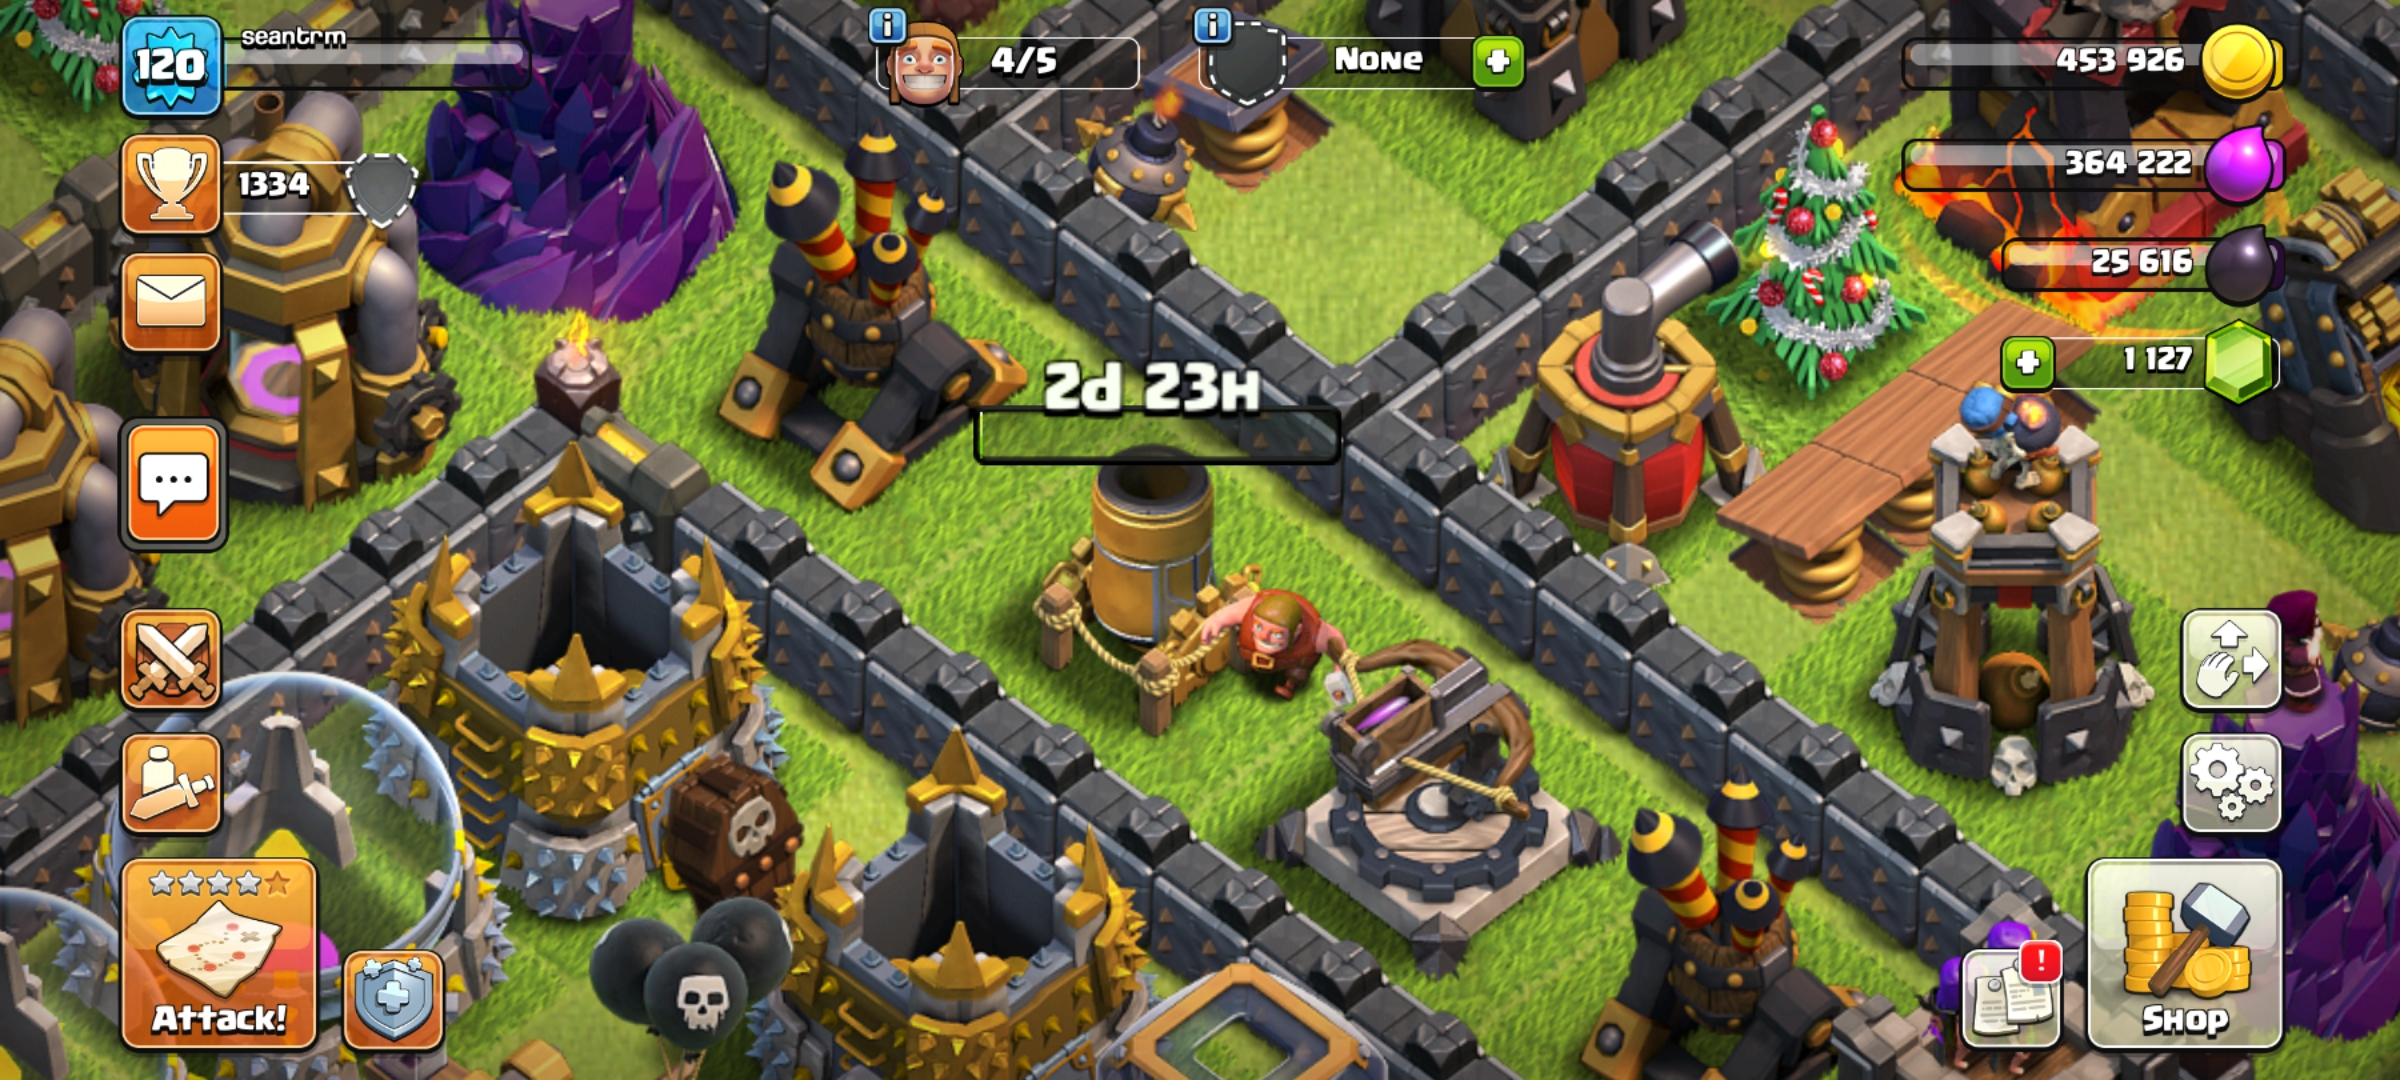 120
seantrm
i
4/5
i
None
+
453 926
1334
364 222
25 616
+
1 127
2d 23H
Attack!
!
Shop